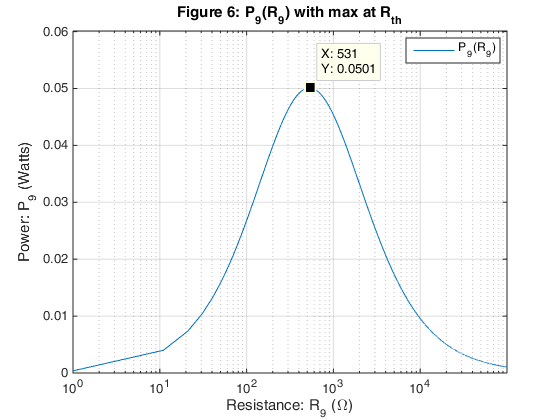 Figure 6: P9(R9) with max at Rth
0.06
0.05
0.04
0.03
0.02
0.01
0
Power: P9 (Watts)
X: 531
Y: 0.0501
P9(R9)
10^0
10^1
10^2
10^3
10^4
Resistance: R9 (Ω)